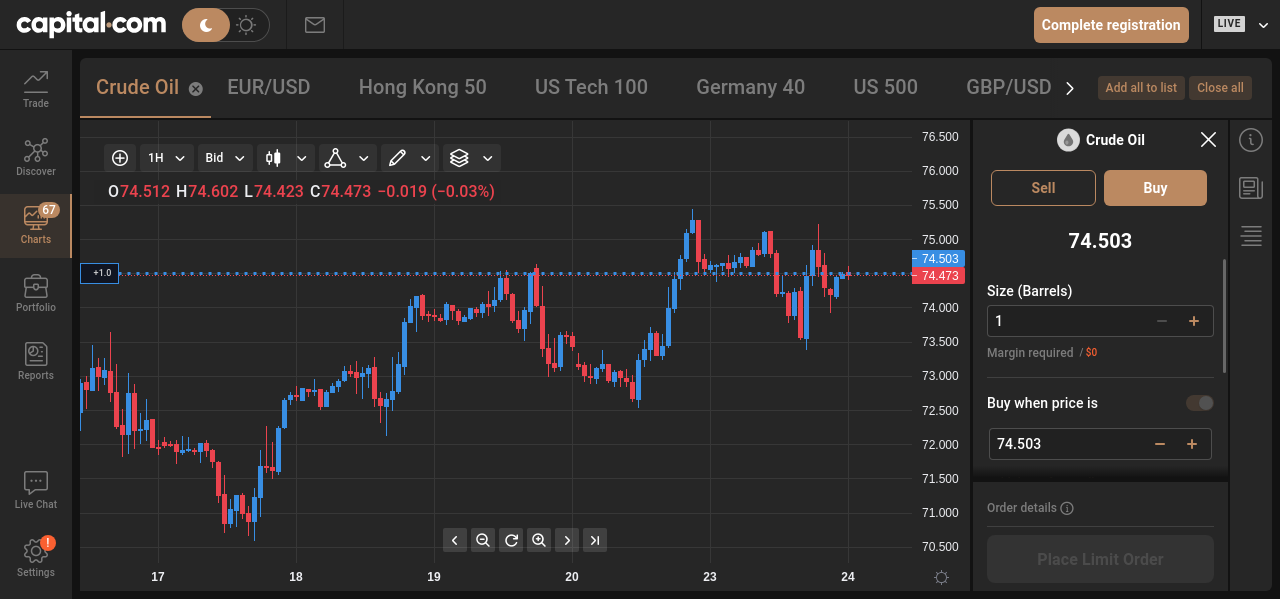 capital.com
Complete registration
LIVE
Trade
Discover
67
Charts
Portfolio
Reports
Live Chat
!
Settings
Crude Oil
EUR/USD
Hong Kong 50
US Tech 100
Germany 40
US 500
GBP/USD
Add all to list
Close all
1H
Bid
O74.512 H74.602 L74.423 C74.473 −0.019 (−0.03%)
+1.0
76.500
76.000
75.500
75.000
74.503
74.473
74.000
73.500
73.000
72.500
72.000
71.500
71.000
70.500
17
18
19
20
23
24
Crude Oil
Sell
Buy
74.503
Size (Barrels)
1
Margin required / $0
Buy when price is
74.503
Order details
Place Limit Order